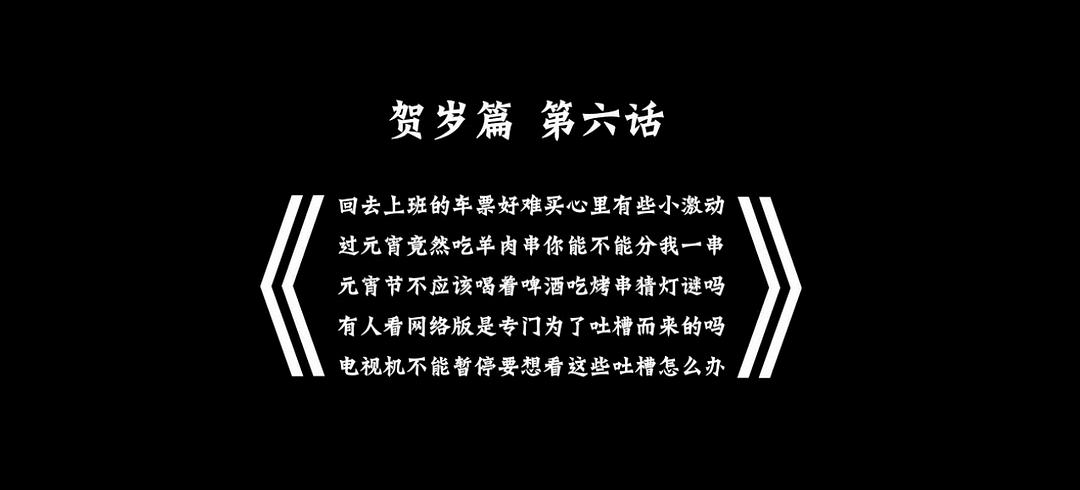 贺岁篇 第六话
回去上班的车票好难买心里有些小激动
过元宵竟然吃羊肉串你能不能分我一串
元宵节不应该喝着啤酒吃烤串猜灯谜吗
有人看网络版是专门为了吐槽而来的吗
电视机不能暂停要想看这些吐槽怎么办